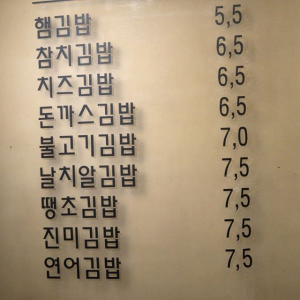 햄김밥 5,5
참치김밥 6,5
치즈김밥 6,5
돈까스김밥 6,5
불고기김밥 7,0
날치알김밥 7,5
땡초김밥 7,5
진미김밥 7,5
연어김밥 7,5